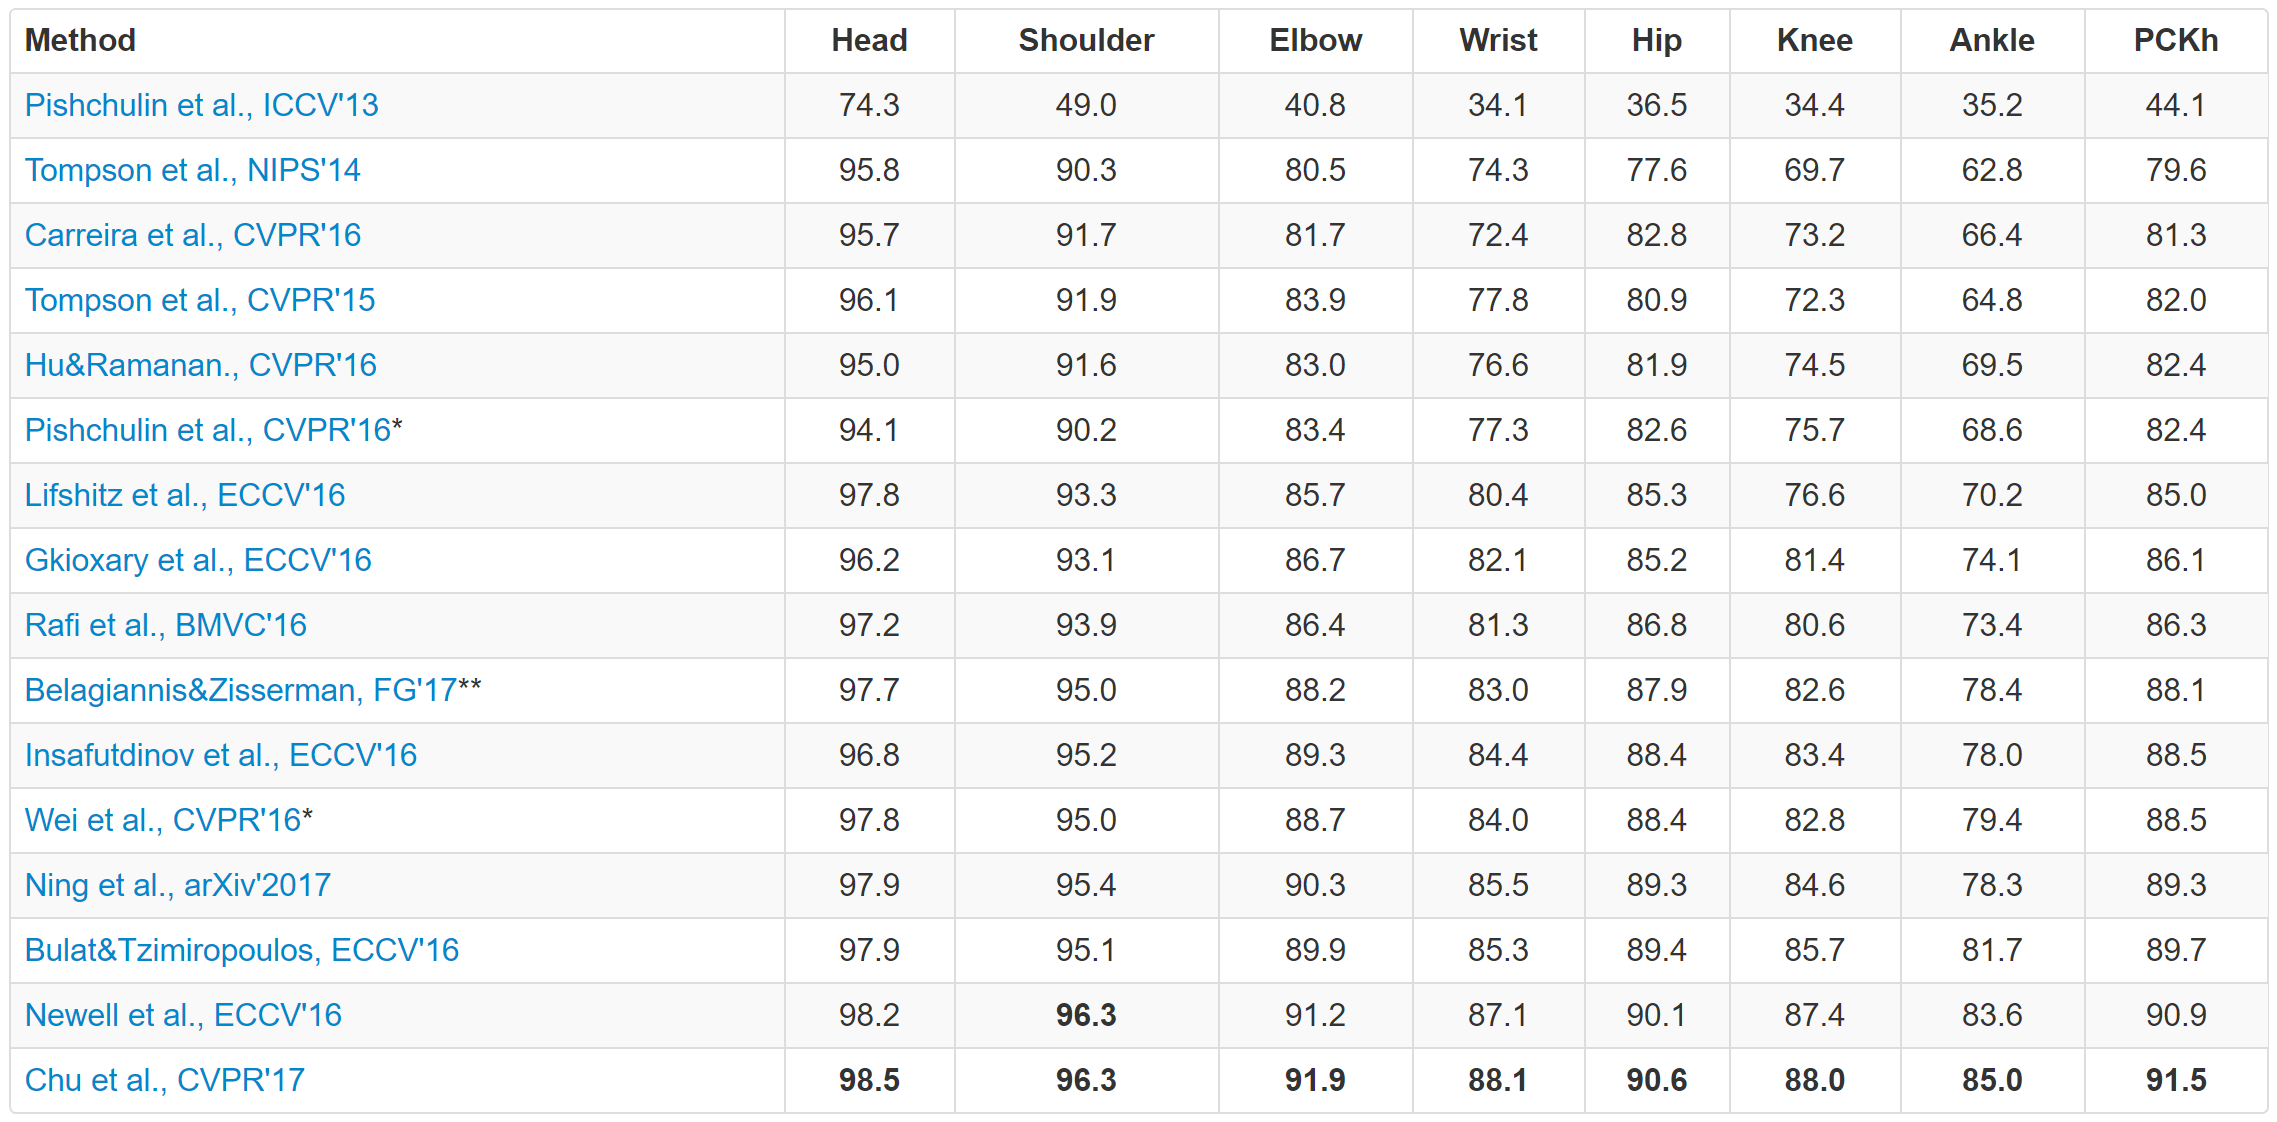 Method Head Shoulder Elbow Wrist Hip Knee Ankle PCKh
Pishchulin et al., ICCV'13 74.3 49.0 40.8 34.1 36.5 34.4 35.2 44.1
Tompson et al., NIPS'14 95.8 90.3 80.5 74.3 77.6 69.7 62.8 79.6
Carreira et al., CVPR'16 95.7 91.7 81.7 72.4 82.8 73.2 66.4 81.3
Tompson et al., CVPR'15 96.1 91.9 83.9 77.8 80.9 72.3 64.8 82.0
Hu&Ramanan., CVPR'16 95.0 91.6 83.0 76.6 81.9 74.5 69.5 82.4
Pishchulin et al., CVPR'16* 94.1 90.2 83.4 77.3 82.6 75.7 68.6 82.4
Lifshitz et al., ECCV'16 97.8 93.3 85.7 80.4 85.3 76.6 70.2 85.0
Gkioxary et al., ECCV'16 96.2 93.1 86.7 82.1 85.2 81.4 74.1 86.1
Rafi et al., BMVC'16 97.2 93.9 86.4 81.3 86.8 80.6 73.4 86.3
Belagiannis&Zisserman, FG'17** 97.7 95.0 88.2 83.0 87.9 82.6 78.4 88.1
Insafutdinov et al., ECCV'16 96.8 95.2 89.3 84.4 88.4 83.4 78.0 88.5
Wei et al., CVPR'16* 97.8 95.0 88.7 84.0 88.4 82.8 79.4 88.5
Ning et al., arXiv'2017 97.9 95.4 90.3 85.5 89.3 84.6 78.3 89.3
Bulat&Tzimiropoulos, ECCV'16 97.9 95.1 89.9 85.3 89.4 85.7 81.7 89.7
Newell et al., ECCV'16 98.2 96.3 91.2 87.1 90.1 87.4 83.6 90.9
Chu et al., CVPR'17 98.5 96.3 91.9 88.1 90.6 88.0 85.0 91.5